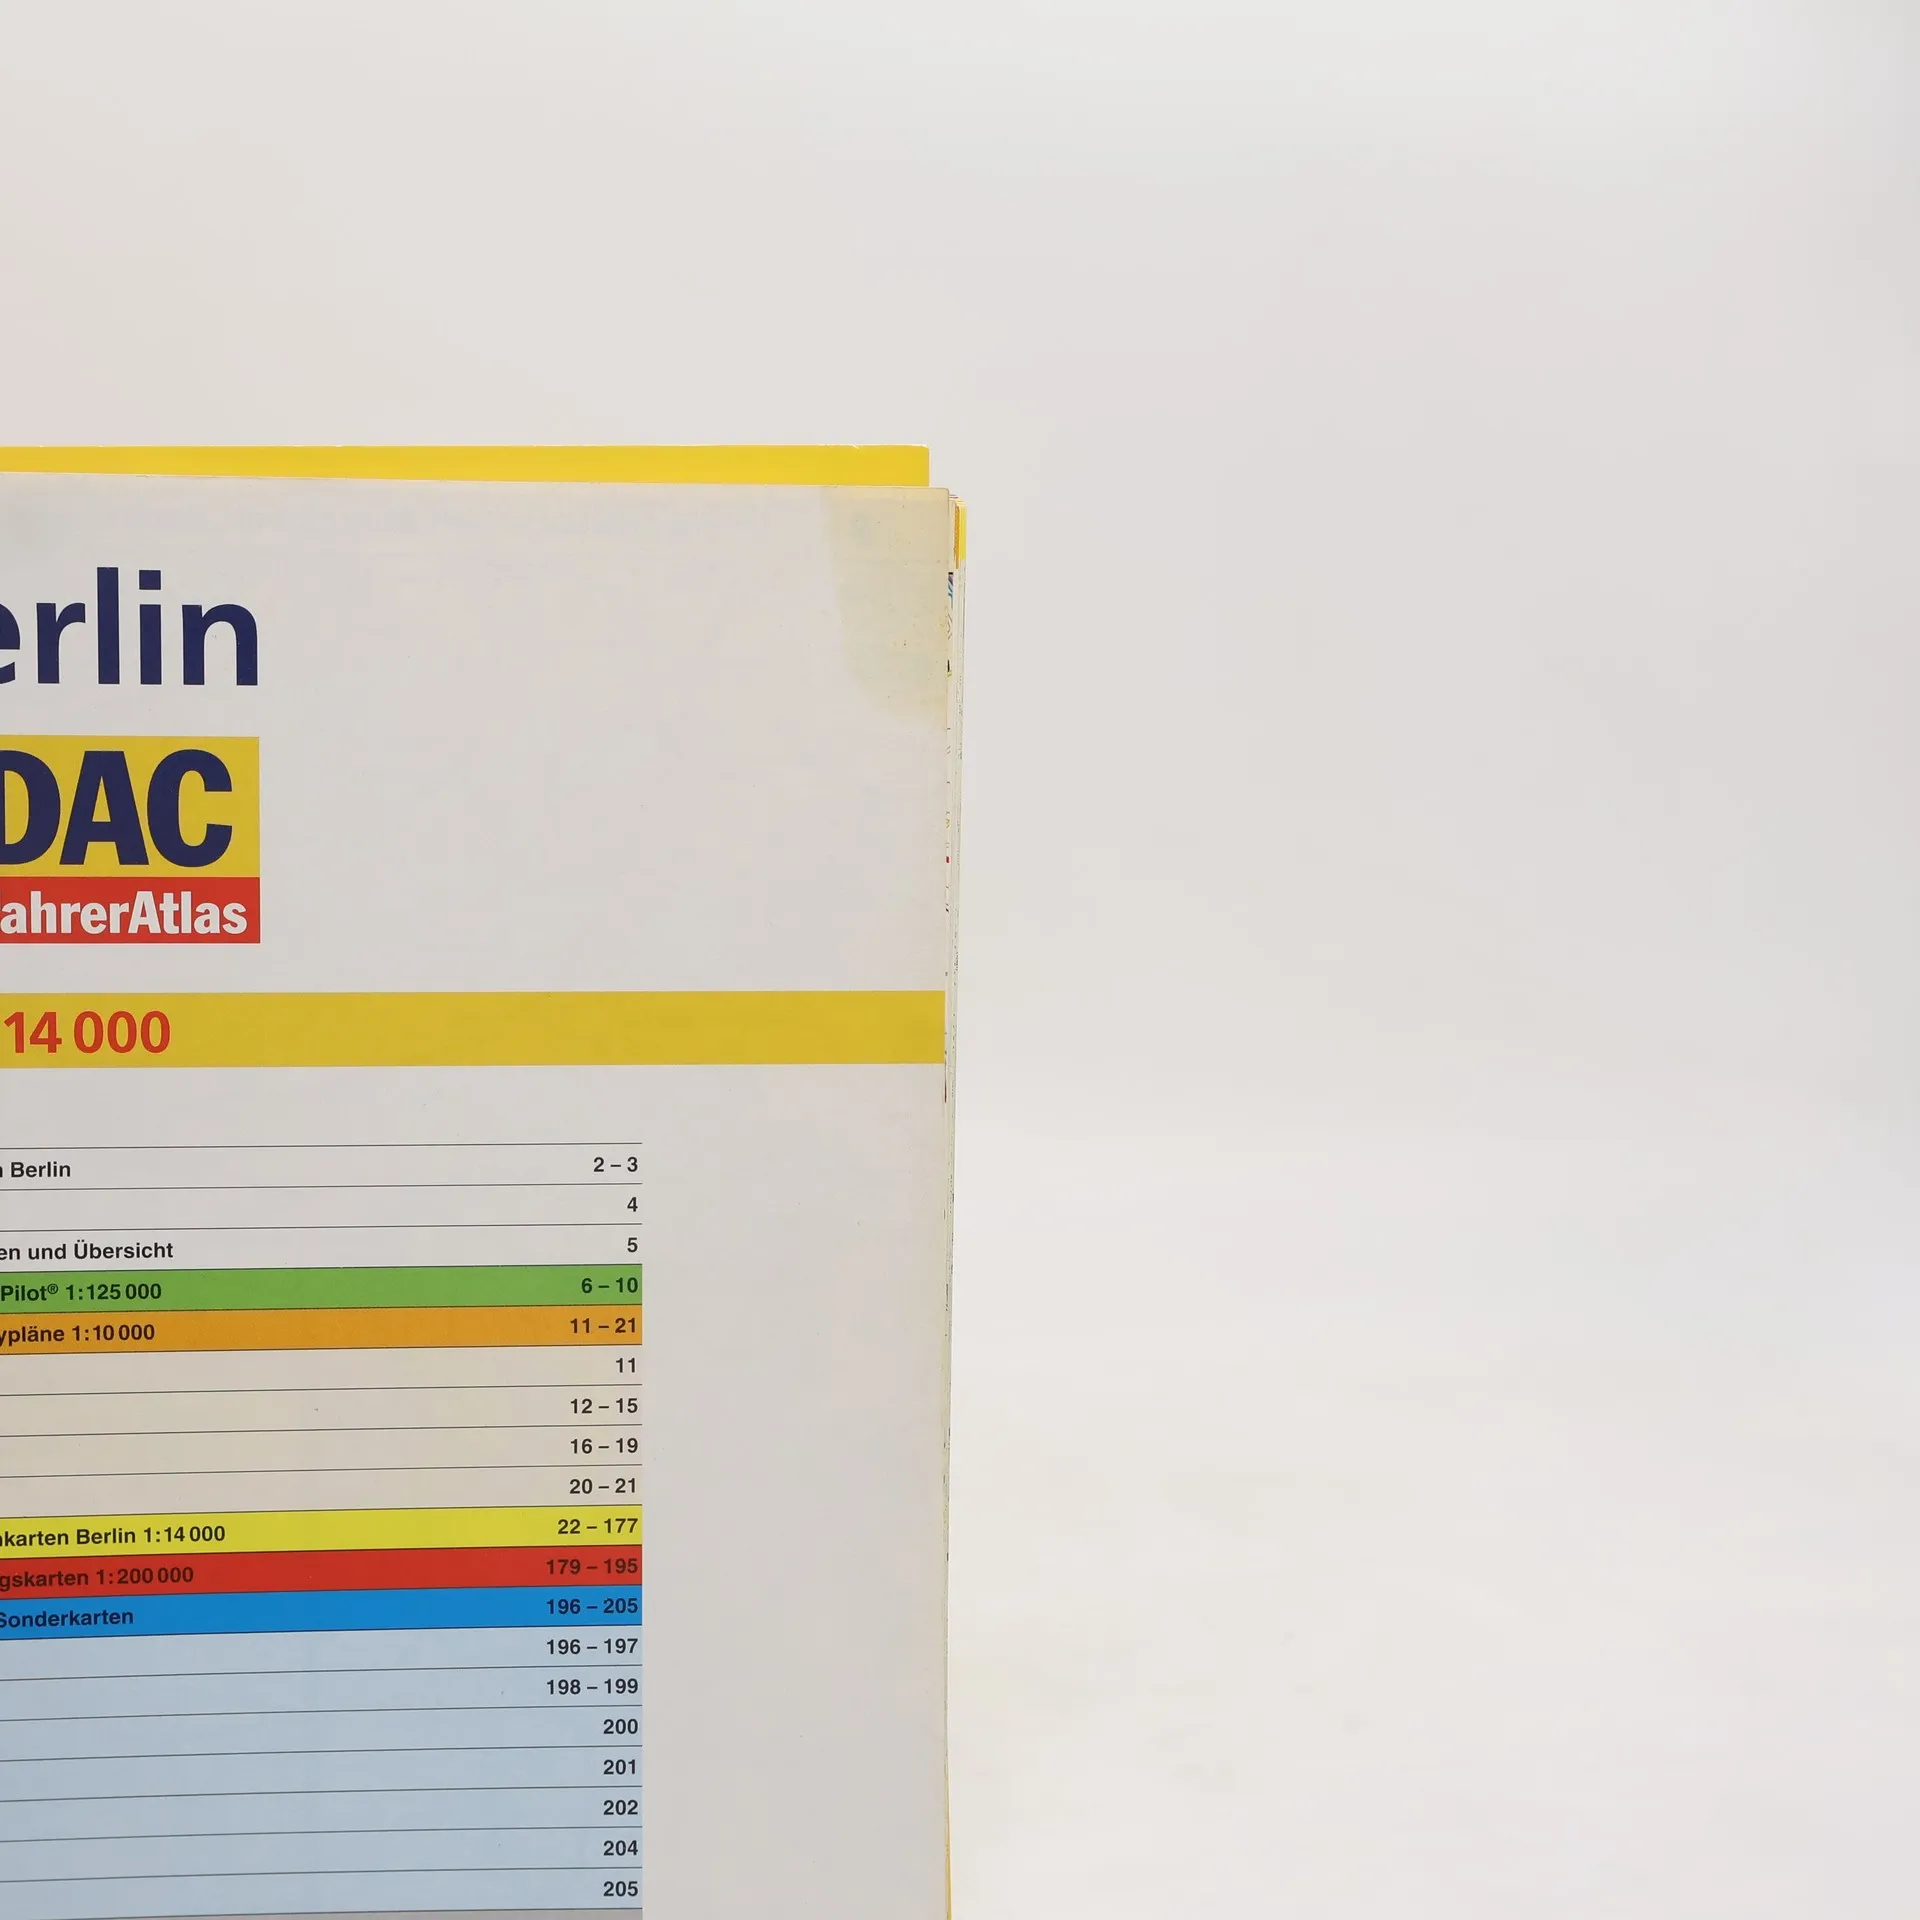 erlin
DAC
ahrerAtlas
14 000
Berlin 2 – 3
4
en und Übersicht 5
Pilot® 1:125 000 6 – 10
ypläne 1:10 000 11 – 21
11
12 – 15
16 – 19
20 – 21
karten Berlin 1:14 000 22 – 177
gskarten 1:200 000 179 – 195
Sonderkarten 196 – 205
196 – 197
198 – 199
200
201
202
204
205